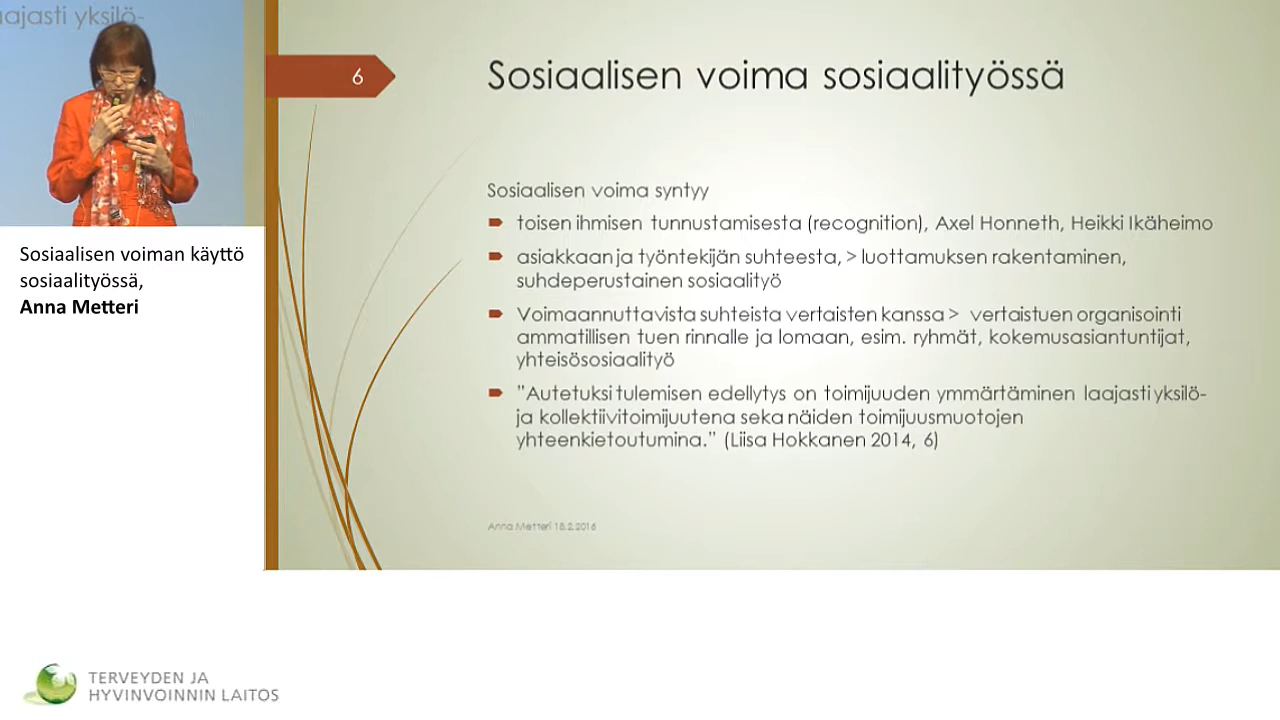 aajasti yksilö-
Sosiaalisen voiman käyttö
sosiaalityössä,
Anna Metteri
6
Sosiaalisen voima sosiaalityössä
Sosiaalisen voima syntyy
toisen ihmisen tunnustamisesta (recognition), Axel Honneth, Heikki Ikäheimo
asiakkaan ja työntekijän suhteesta, > luottamuksen rakentaminen,
suhdeperustainen sosiaalityö
Voimaannuttavista suhteista vertaisten kanssa > vertaistuen organisointi
ammatillisen tuen rinnalle ja lomaan, esim. ryhmät, kokemusasiantuntijat,
yhteisösosiaalityö
”Autetuksi tulemisen edellytys on toimijuuden ymmärtäminen laajasti yksilö-
ja kollektiivitoimijuutena seka näiden toimijuusmuotojen
yhteenkietoutumina.” (Liisa Hokkanen 2014, 6)
Anna Metteri 18.2.2016
TERVEYDEN JA
HYVINVOINNIN LAITOS